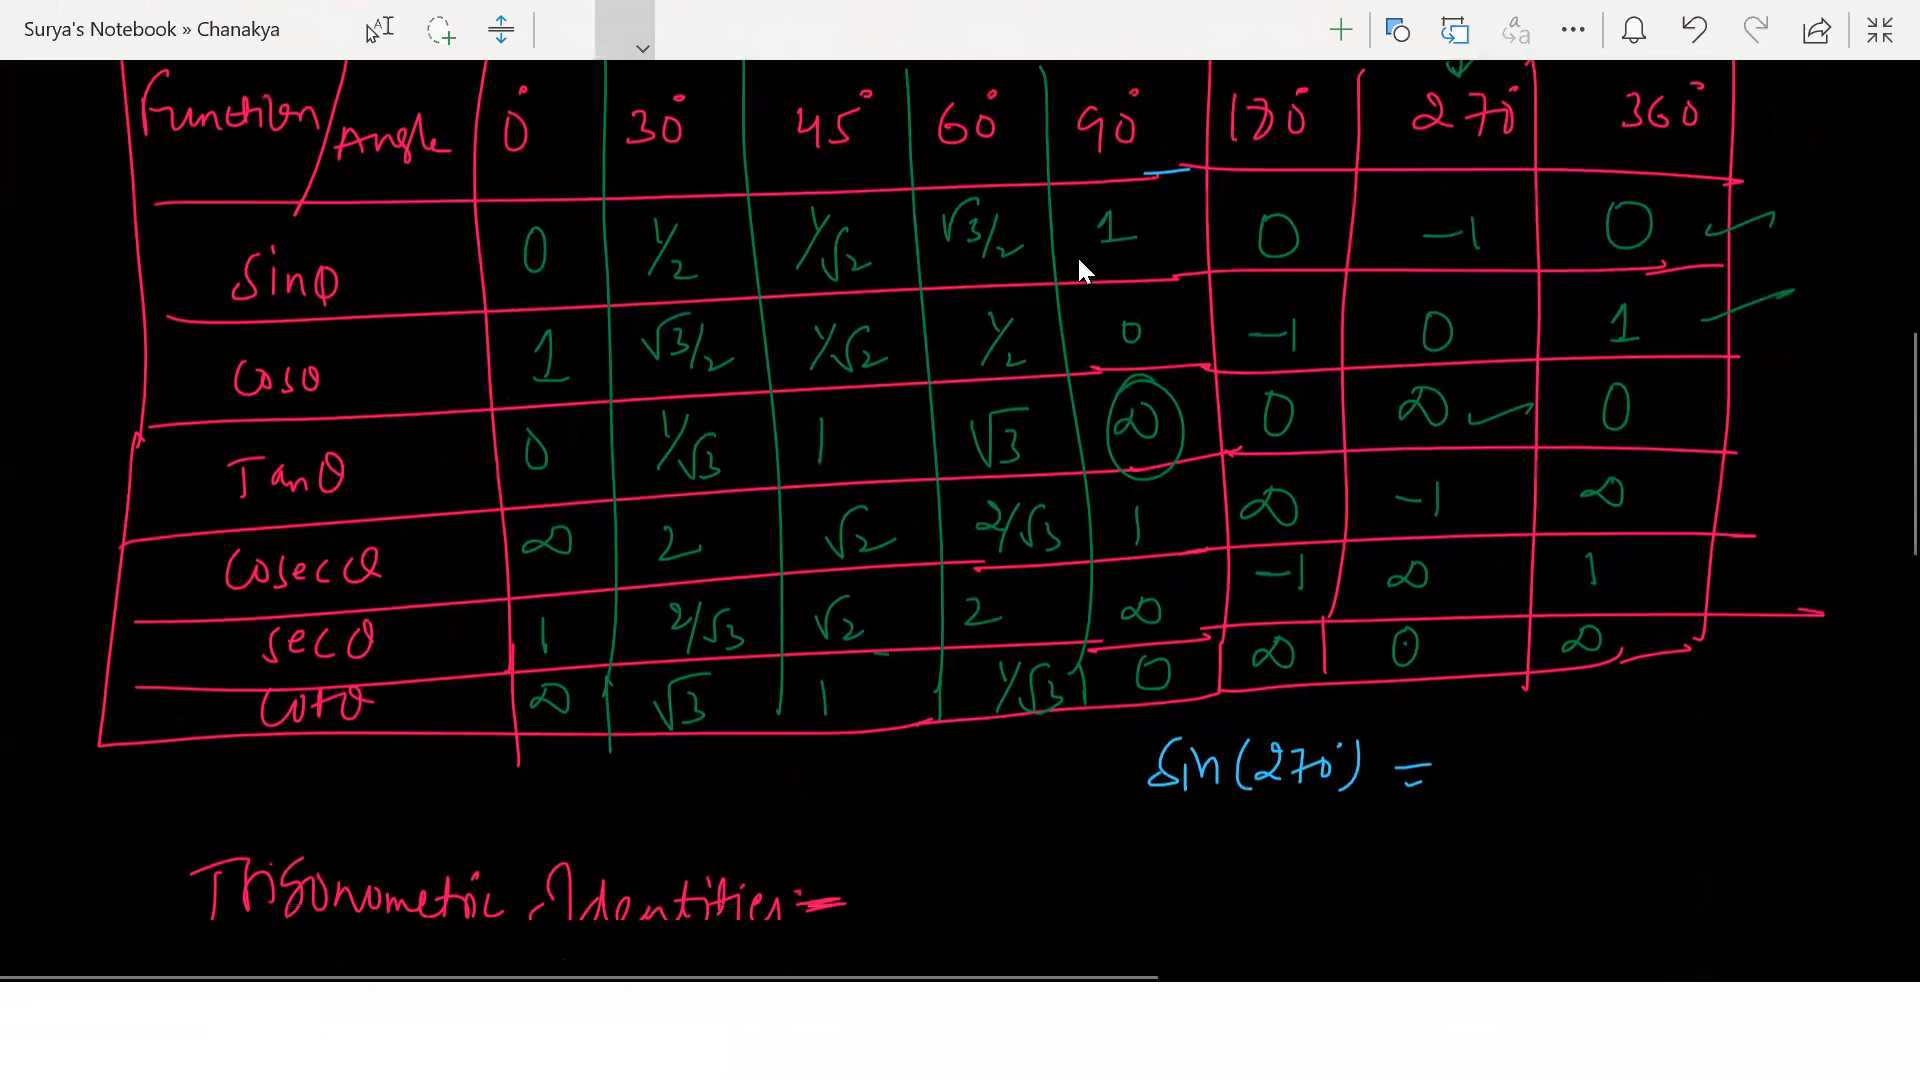 Surya's Notebook » Chanakya
Function / Angle 0° 30° 45° 60° 90° 180° 270° 360°
Sinθ 0 1/2 1/√2 √3/2 1 0 -1 0
Cosθ 1 √3/2 1/√2 1/2 0 -1 0 1
Tanθ 0 1/√3 1 √3 ∞ 0 ∞ 0
Cosecθ ∞ 2 √2 2/√3 1 ∞ -1 ∞
secθ 1 2/√3 √2 2 ∞ -1 ∞ 1
Cotθ ∞ √3 1 1/√3 0 ∞ 0 ∞
Sin(270°) =
Trigonometric Identities:-